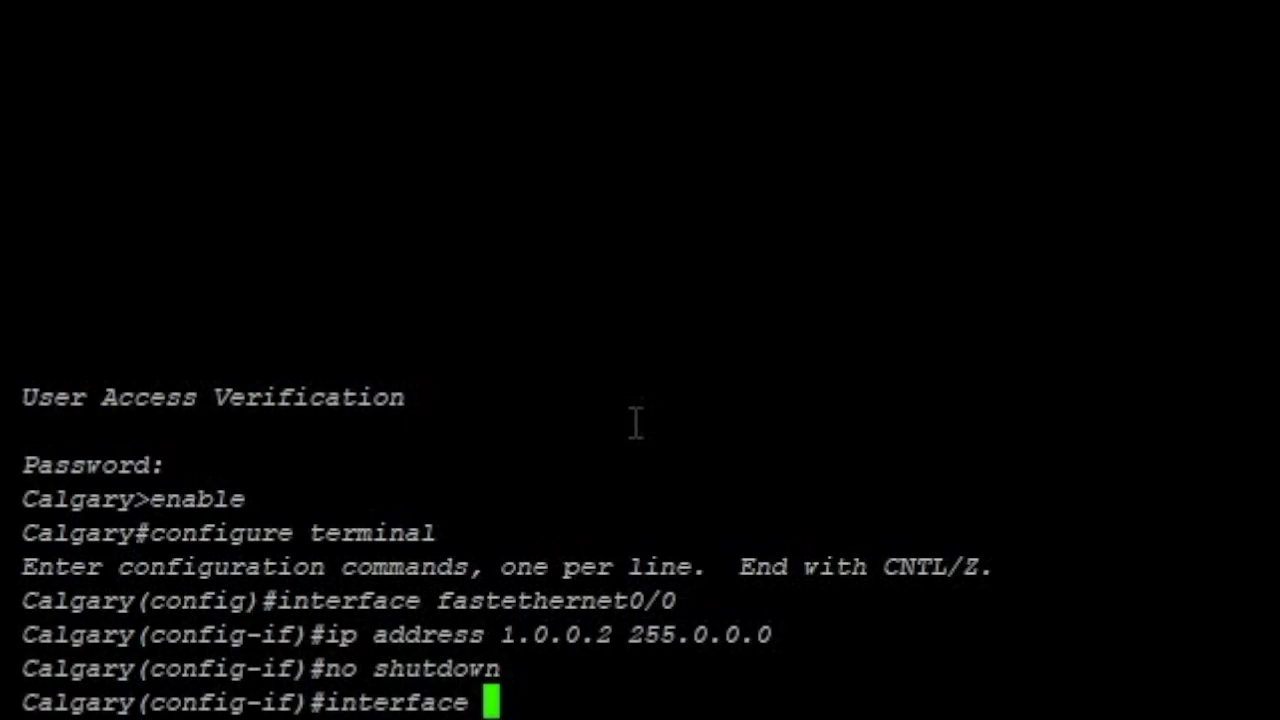 User Access Verification
Password:
Calgary>enable
Calgary#configure terminal
Enter configuration commands, one per line.  End with CNTL/Z.
Calgary(config)#interface fastethernet0/0
Calgary(config-if)#ip address 1.0.0.2 255.0.0.0
Calgary(config-if)#no shutdown
Calgary(config-if)#interface